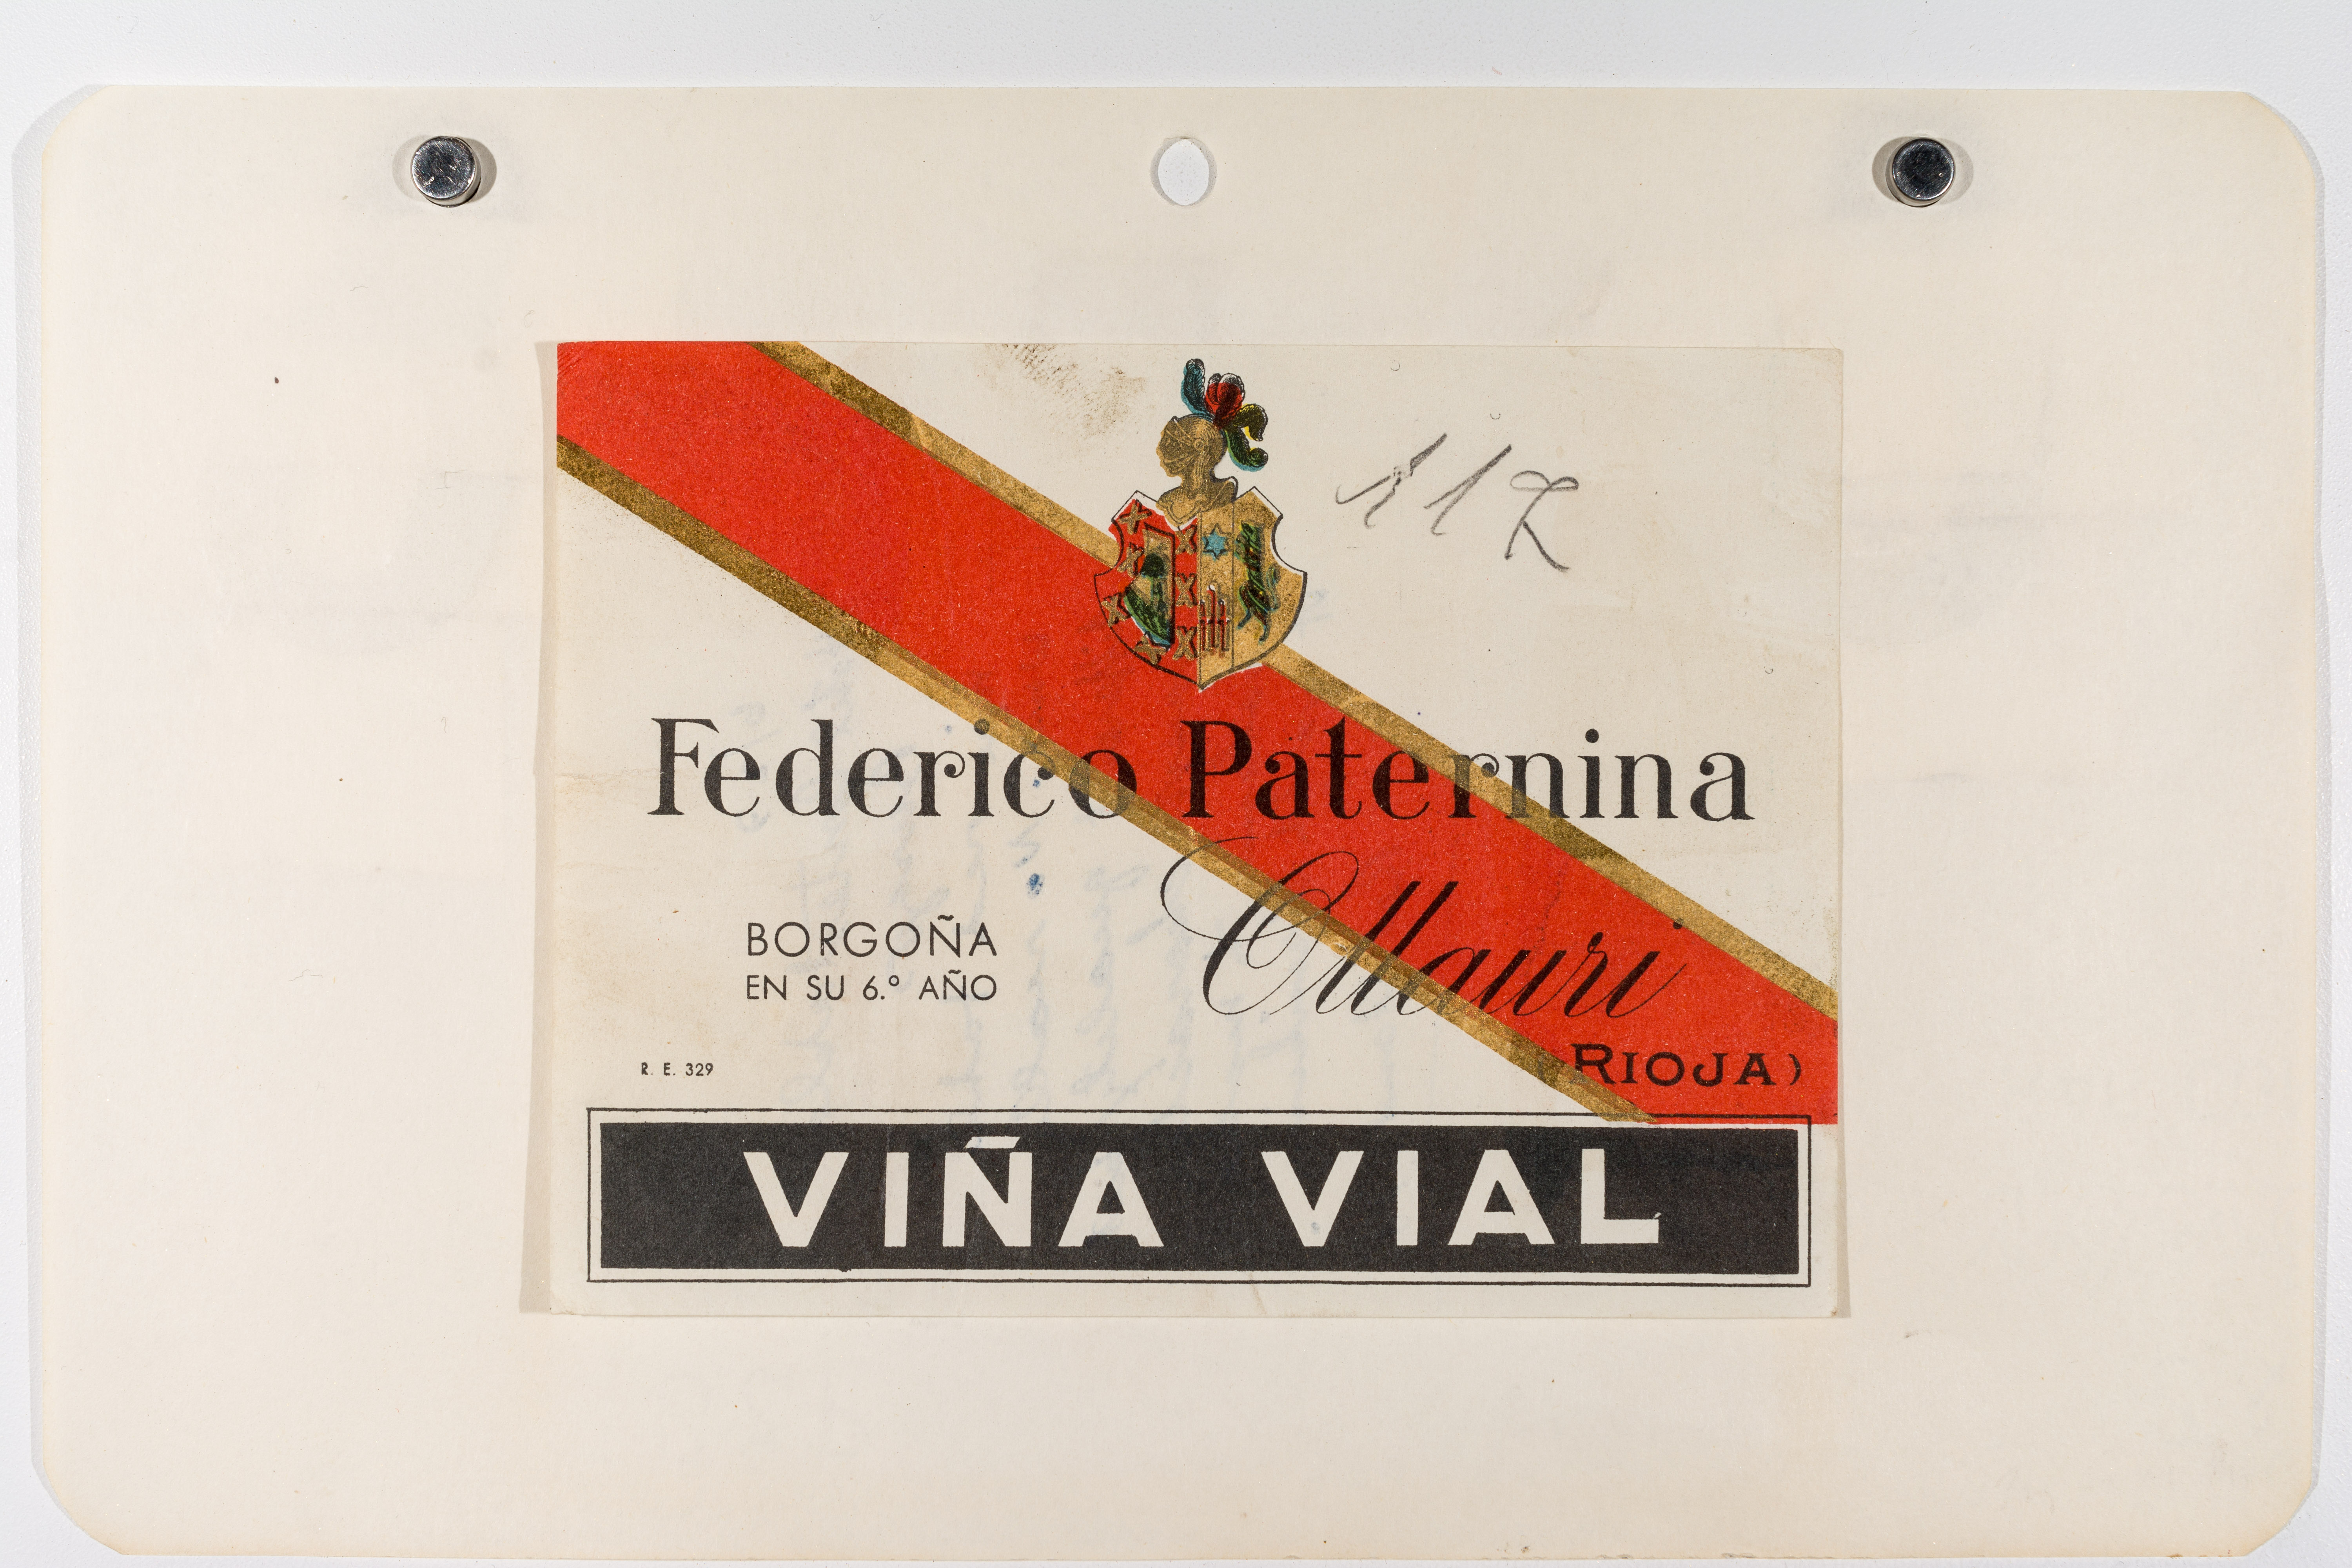 Federico Paternina
Ollauri
(RIOJA)
BORGOÑA
EN SU 6.º AÑO
R. E. 329
VIÑA VIAL